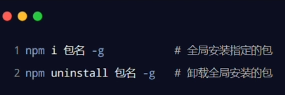 1 npm i 包名 -g # 全局安装指定的包
2 npm uninstall 包名 -g # 卸载全局安装的包